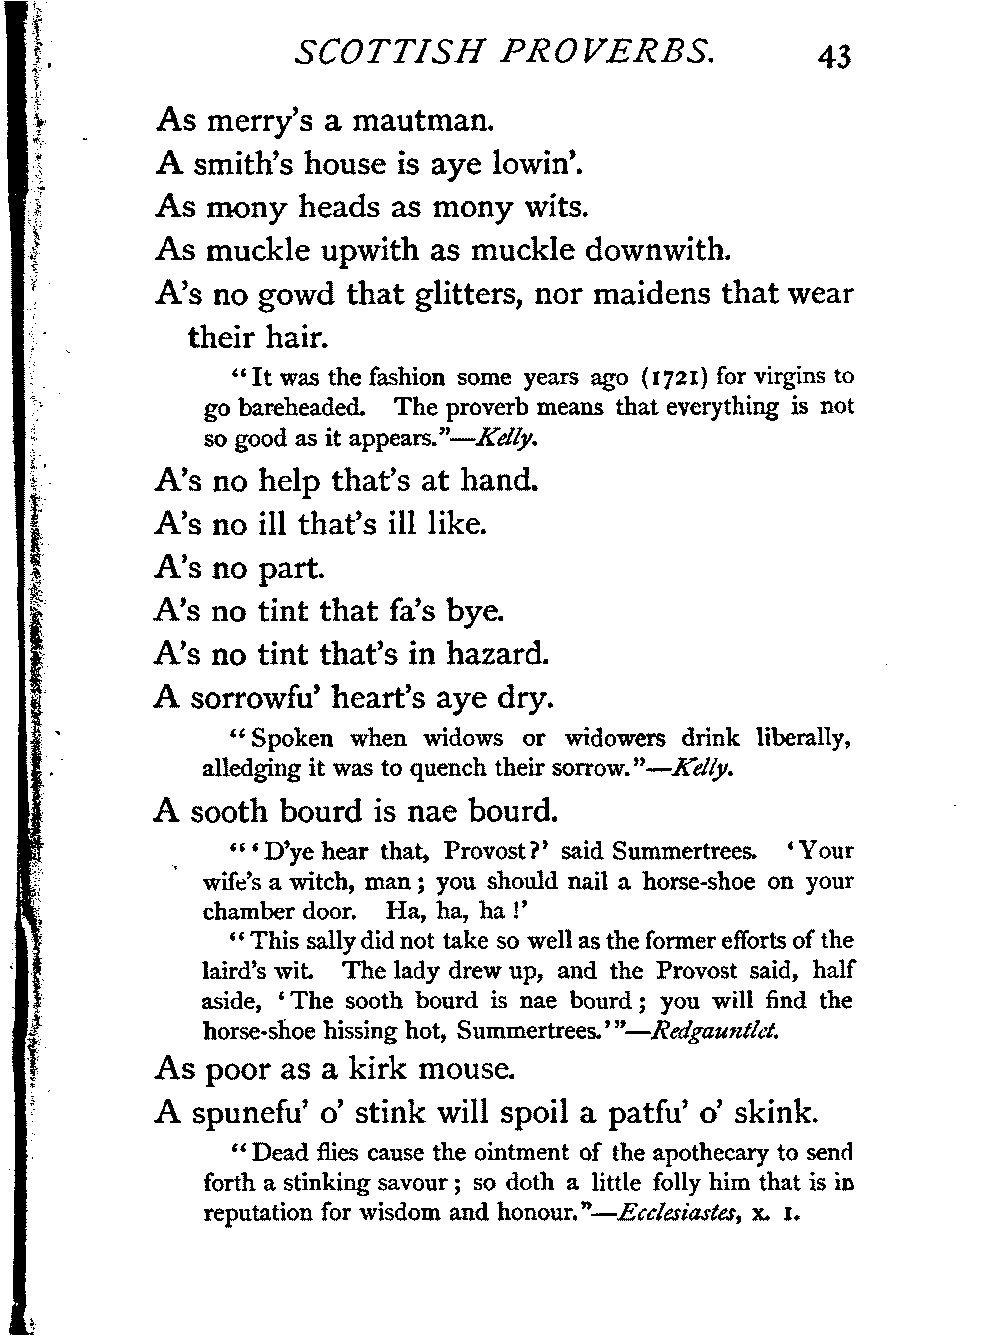 SCOTTISH PROVERBS. 43
As merry's a mautman.
A smith's house is aye lowin'.
As mony heads as mony wits.
As muckle upwith as muckle downwith.
A's no gowd that glitters, nor maidens that wear
their hair.
"It was the fashion some years ago (1721) for virgins to
go bareheaded. The proverb means that everything is not
so good as it appears."—Kelly.
A's no help that's at hand.
A's no ill that's ill like.
A's no part.
A's no tint that fa's bye.
A's no tint that's in hazard.
A sorrowfu' heart's aye dry.
"Spoken when widows or widowers drink liberally,
alledging it was to quench their sorrow."—Kelly.
A sooth bourd is nae bourd.
"'D'ye hear that, Provost?' said Summertrees. 'Your
wife's a witch, man; you should nail a horse-shoe on your
chamber door. Ha, ha, ha!'
"This sally did not take so well as the former efforts of the
laird's wit. The lady drew up, and the Provost said, half
aside, 'The sooth bourd is nae bourd; you will find the
horse-shoe hissing hot, Summertrees.'"—Redgauntlet.
As poor as a kirk mouse.
A spunefu' o' stink will spoil a patfu' o' skink.
"Dead flies cause the ointment of the apothecary to send
forth a stinking savour; so doth a little folly him that is in
reputation for wisdom and honour."—Ecclesiastes, x. 1.